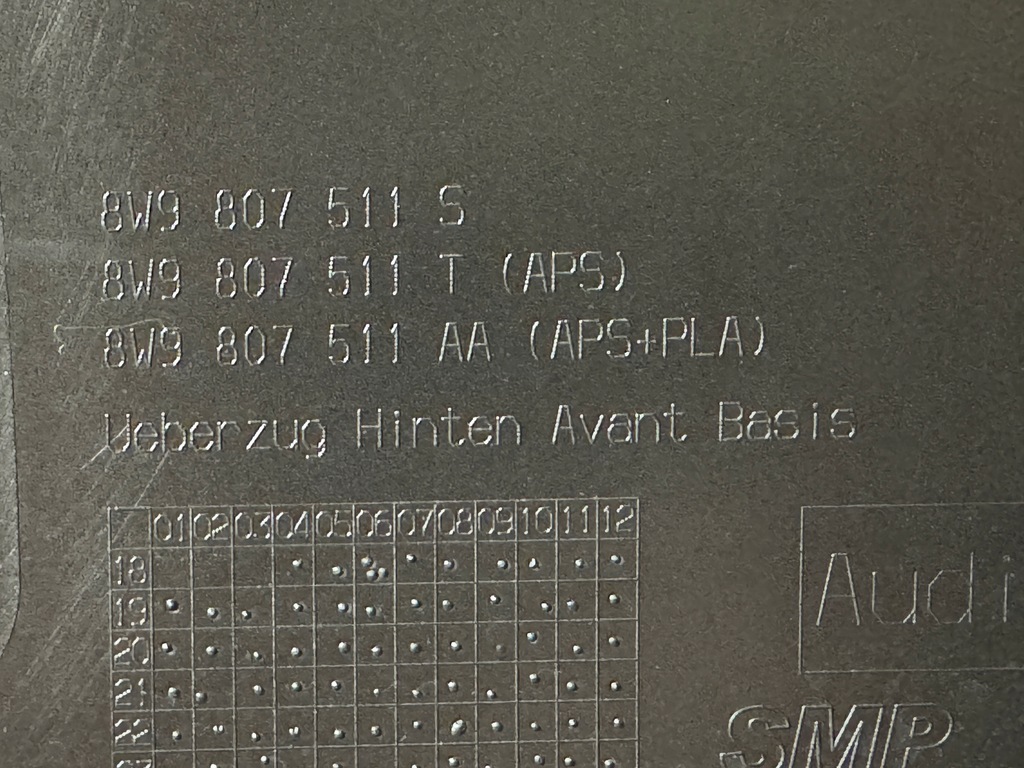 8W9 807 511 S
8W9 807 511 T (APS)
8W9 807 511 AA (APS+PLA)
Ueberzug Hinten Avant Basis
01 02 03 04 05 06 07 08 09 10 11 12
18
19
20
21
22
Audi
SMP